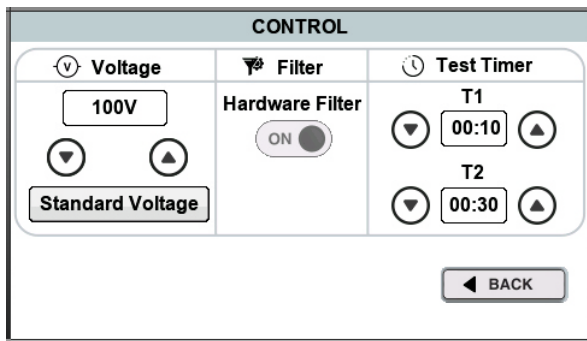 CONTROL
V Voltage
100V
Standard Voltage
Filter
Hardware Filter
ON
Test Timer
T1
00:10
T2
00:30
BACK